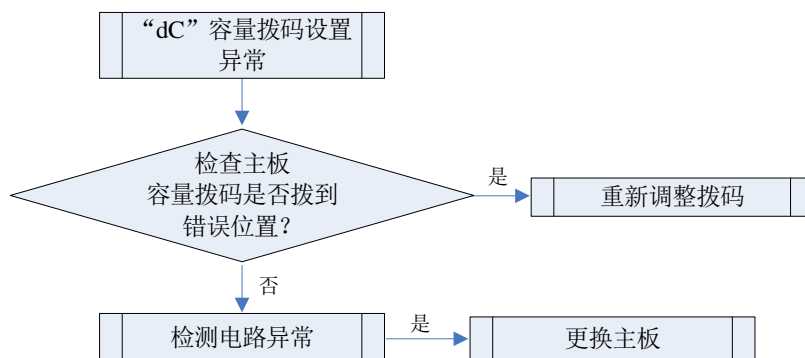 “dC”容量拨码设置
异常
检查主板
容量拨码是否拨到
错误位置？
是
重新调整拨码
否
检测电路异常
是
更换主板